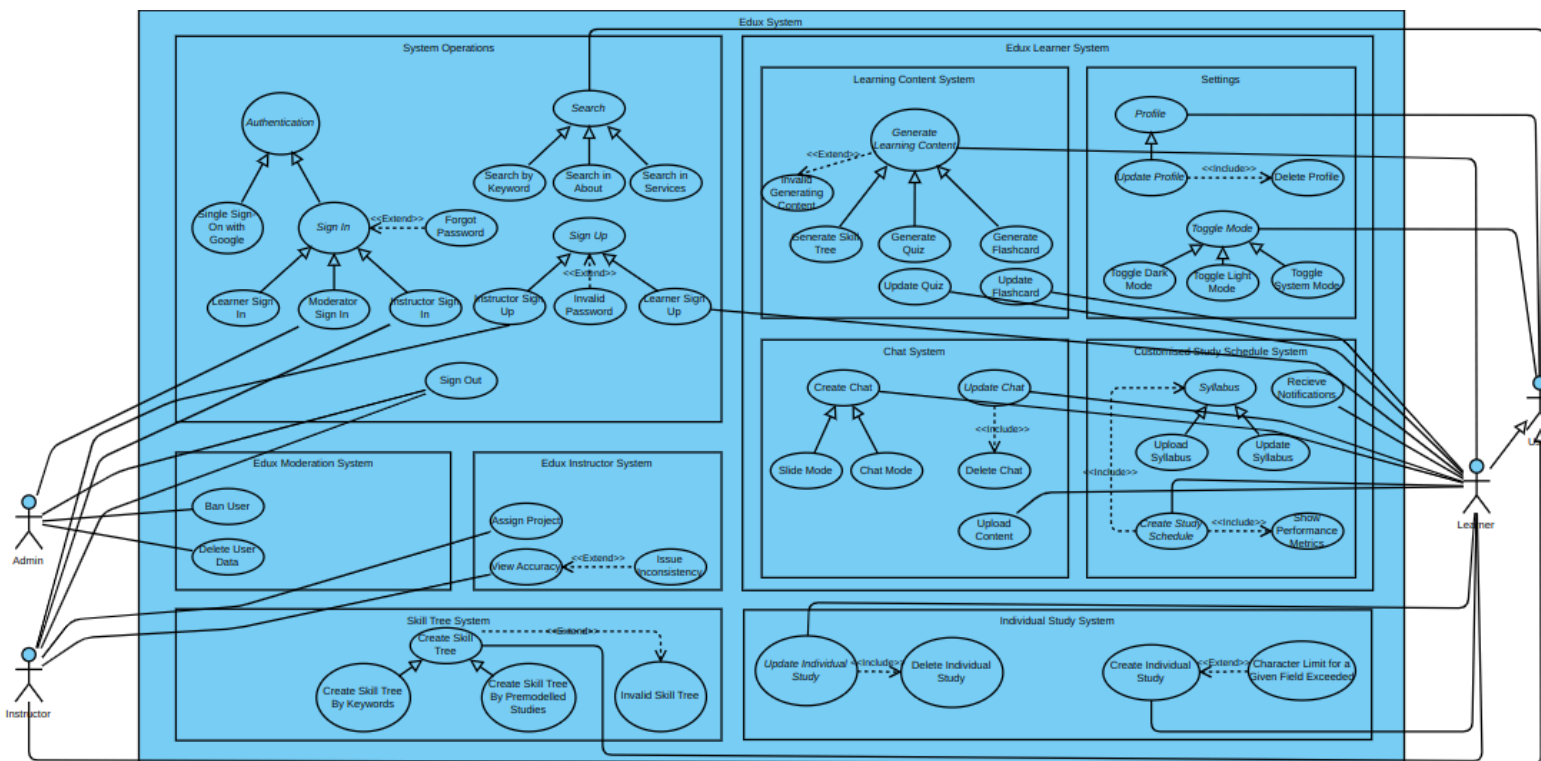 Edux System
System Operations
Authentication
Search
Search by
Keyword
Search in
About
Search in
Services
Single Sign-
On with
Google
Sign In
<<Extend>>
Forgot
Password
Sign Up
<<Extend>>
Learner Sign
In
Moderator
Sign In
Instructor Sign
In
Instructor Sign
Up
Invalid
Password
Learner Sign
Up
Sign Out
Edux Learner System
Learning Content System
Generate
Learning Content
<<Extend>>
Invalid
Generating
Content
Generate Skill
Tree
Generate
Quiz
Generate
Flashcard
Update Quiz
Update
Flashcard
Settings
Profile
Update Profile
<<Include>>
Delete Profile
Toggle Mode
Toggle Dark
Mode
Toggle Light
Mode
Toggle
System Mode
Chat System
Create Chat
Update Chat
<<Include>>
Slide Mode
Chat Mode
Delete Chat
Upload
Content
Customised Study Schedule System
Syllabus
Recieve
Notifications
Upload
Syllabus
Update
Syllabus
<<Include>>
Create Study
Schedule
<<Include>>
Show
Performance
Metrics
Edux Moderation System
Ban User
Delete User
Data
Edux Instructor System
Assign Project
View Accuracy
<<Extend>>
Issue
Inconsistency
Skill Tree System
Create Skill
Tree
<<Extend>>
Create Skill Tree
By Keywords
Create Skill Tree
By Premodelled
Studies
Invalid Skill Tree
Individual Study System
Update Individual
Study
<<Include>>
Delete Individual
Study
Create Individual
Study
<<Extend>>
Character Limit for a
Given Field Exceeded
Admin
Instructor
Learner